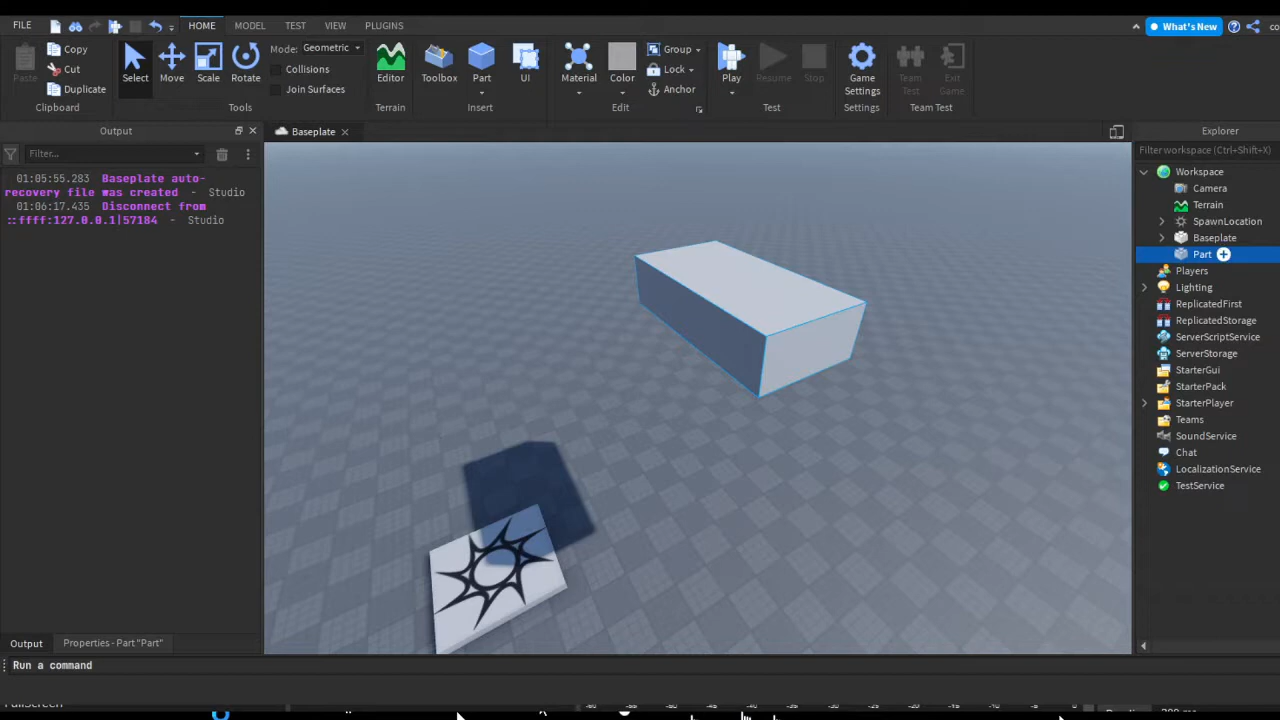 FILE HOME MODEL TEST VIEW PLUGINS What's New co
Paste Copy Cut Duplicate Clipboard
Select Move Scale Rotate Mode: Geometric Collisions Join Surfaces Tools
Editor Terrain
Toolbox Part UI Insert
Material Color Group Lock Anchor Edit
Play Resume Stop Test
Game Settings Settings
Team Test Exit Game Team Test
Output
Filter...
01:05:55.283 Baseplate auto-
recovery file was created - Studio
01:06:17.435 Disconnect from
::ffff:127.0.0.1|57184 - Studio
Baseplate
Explorer
Filter workspace (Ctrl+Shift+X)
Workspace
Camera
Terrain
SpawnLocation
Baseplate
Part
Players
Lighting
ReplicatedFirst
ReplicatedStorage
ServerScriptService
ServerStorage
StarterGui
StarterPack
StarterPlayer
Teams
SoundService
Chat
LocalizationService
TestService
Output Properties - Part "Part"
Run a command